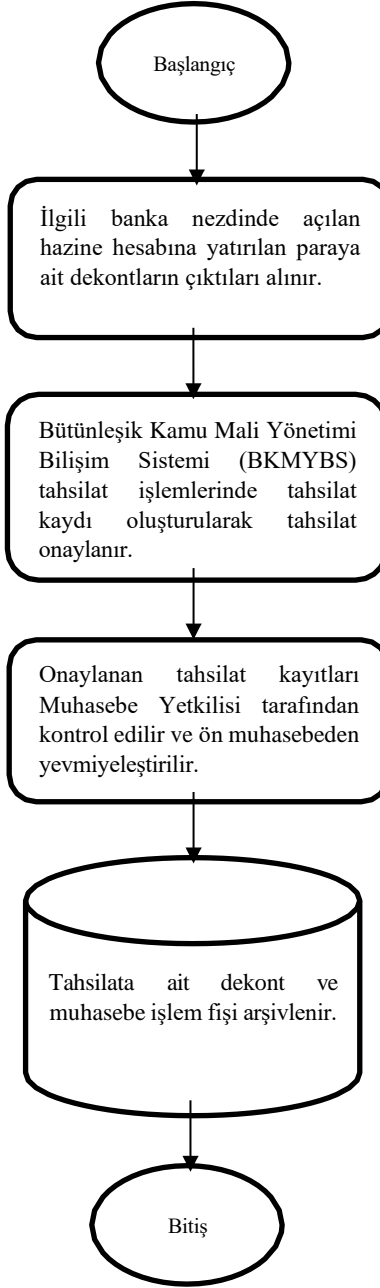 Başlangıç
İlgili banka nezdinde açılan
hazine hesabına yatırılan paraya
ait dekontların çıktıları alınır.
Bütünleşik Kamu Mali Yönetimi
Bilişim Sistemi (BKMYBS)
tahsilat işlemlerinde tahsilat
kaydı oluşturularak tahsilat
onaylanır.
Onaylanan tahsilat kayıtları
Muhasebe Yetkilisi tarafından
kontrol edilir ve ön muhasebeden
yevmiyeleştirilir.
Tahsilata ait dekont ve
muhasebe işlem fişi arşivlenir.
Bitiş